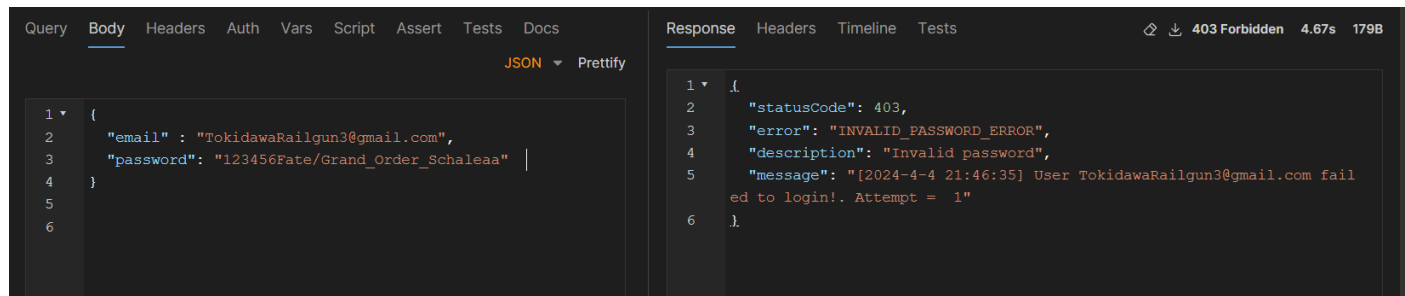 Query Body Headers Auth Vars Script Assert Tests Docs
JSON Prettify
1 {
2 "email" : "TokidawaRailgun3@gmail.com",
3 "password": "123456Fate/Grand_Order_Schaleaa"
4 }
5
6
Response Headers Timeline Tests 403 Forbidden 4.67s 179B
1 {
2 "statusCode": 403,
3 "error": "INVALID_PASSWORD_ERROR",
4 "description": "Invalid password",
5 "message": "[2024-4-4 21:46:35] User TokidawaRailgun3@gmail.com fail
ed to login!. Attempt = 1"
6 }